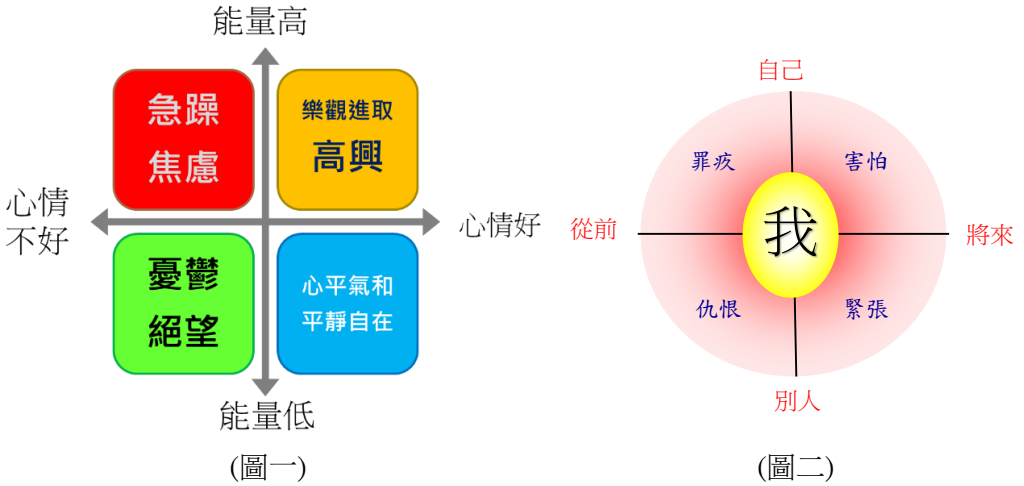 能量高
急躁
焦慮
樂觀進取
高興
心情
不好
心情好
憂鬱
絕望
心平氣和
平靜自在
能量低
(圖一)
自己
罪疚
害怕
從前
我
將來
仇恨
緊張
別人
(圖二)